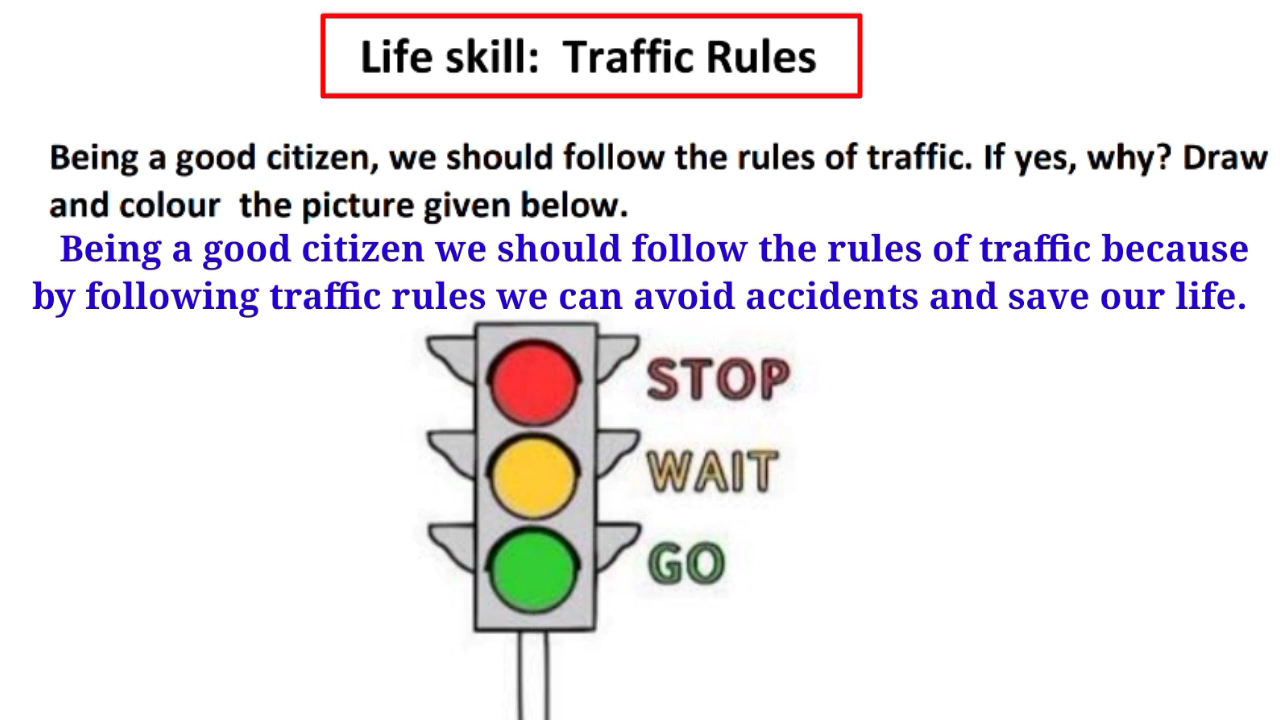 Life skill:  Traffic Rules
Being a good citizen, we should follow the rules of traffic. If yes, why? Draw
and colour  the picture given below.
Being a good citizen we should follow the rules of traffic because
by following traffic rules we can avoid accidents and save our life.
STOP
WAIT
GO